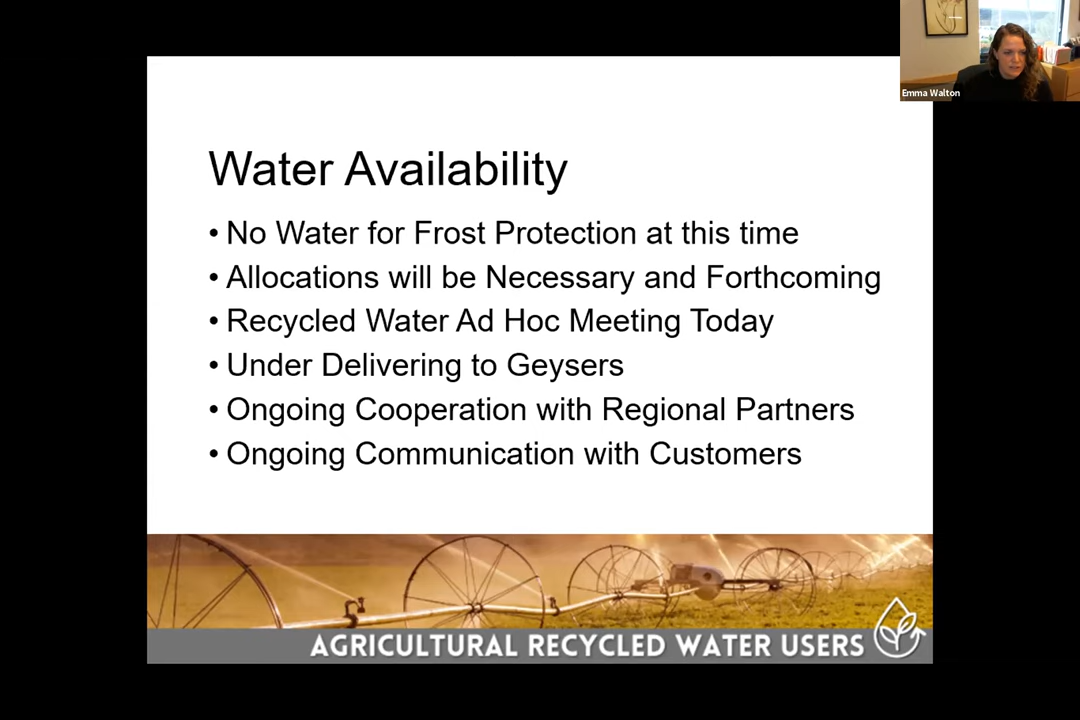 Emma Walton
Water Availability
• No Water for Frost Protection at this time
• Allocations will be Necessary and Forthcoming
• Recycled Water Ad Hoc Meeting Today
• Under Delivering to Geysers
• Ongoing Cooperation with Regional Partners
• Ongoing Communication with Customers
AGRICULTURAL RECYCLED WATER USERS